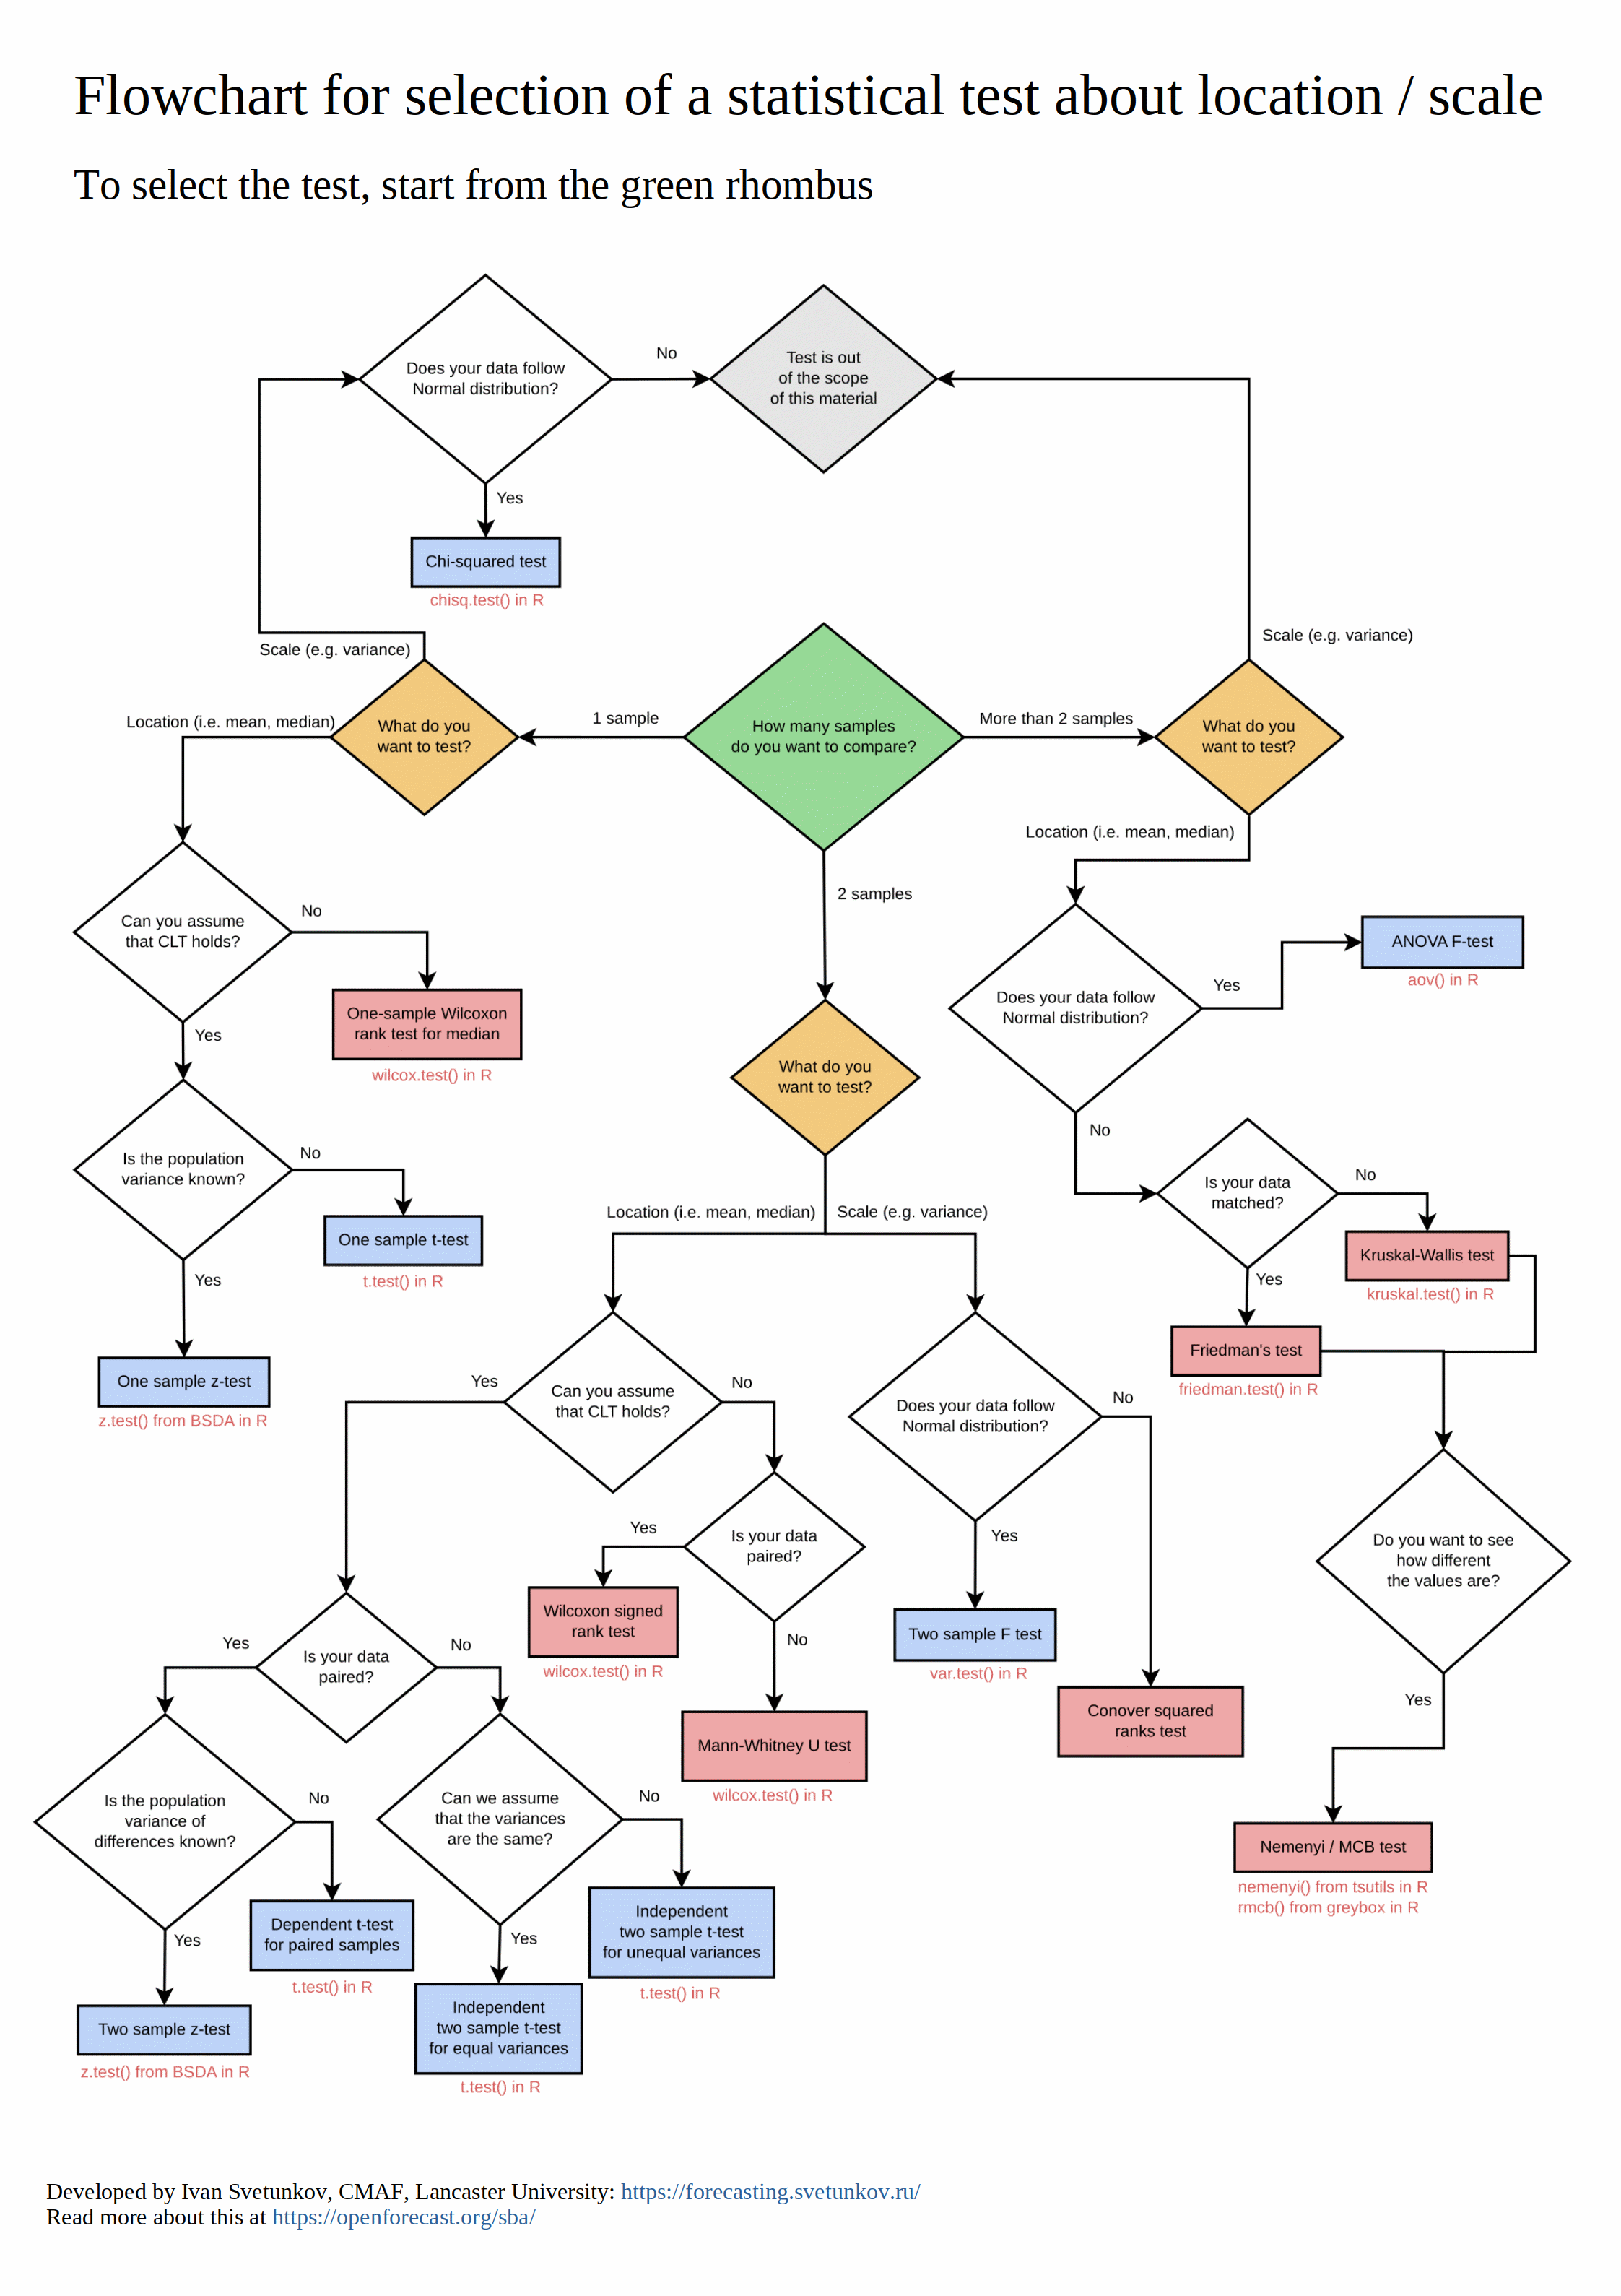 Flowchart for selection of a statistical test about location / scale
To select the test, start from the green rhombus
Does your data follow
Normal distribution?
No
Test is out
of the scope
of this material
Yes
Chi-squared test
chisq.test() in R
Scale (e.g. variance)
Scale (e.g. variance)
Location (i.e. mean, median)
What do you
want to test?
1 sample
How many samples
do you want to compare?
More than 2 samples
What do you
want to test?
Location (i.e. mean, median)
2 samples
Can you assume
that CLT holds?
No
One-sample Wilcoxon
rank test for median
wilcox.test() in R
Yes
Is the population
variance known?
No
One sample t-test
t.test() in R
Yes
One sample z-test
z.test() from BSDA in R
What do you
want to test?
Location (i.e. mean, median)
Scale (e.g. variance)
Does your data follow
Normal distribution?
Yes
ANOVA F-test
aov() in R
No
Is your data
matched?
No
Kruskal-Wallis test
kruskal.test() in R
Yes
Friedman's test
friedman.test() in R
Do you want to see
how different
the values are?
Yes
Nemenyi / MCB test
nemenyi() from tsutils in R
rmcb() from greybox in R
Can you assume
that CLT holds?
Yes
No
Is your data
paired?
Yes
Wilcoxon signed
rank test
wilcox.test() in R
No
Mann-Whitney U test
wilcox.test() in R
Does your data follow
Normal distribution?
No
Yes
Two sample F test
var.test() in R
Conover squared
ranks test
Is your data
paired?
Yes
No
Is the population
variance of
differences known?
No
Dependent t-test
for paired samples
t.test() in R
Yes
Two sample z-test
z.test() from BSDA in R
Can we assume
that the variances
are the same?
No
Independent
two sample t-test
for unequal variances
t.test() in R
Yes
Independent
two sample t-test
for equal variances
t.test() in R
Developed by Ivan Svetunkov, CMAF, Lancaster University: https://forecasting.svetunkov.ru/
Read more about this at https://openforecast.org/sba/